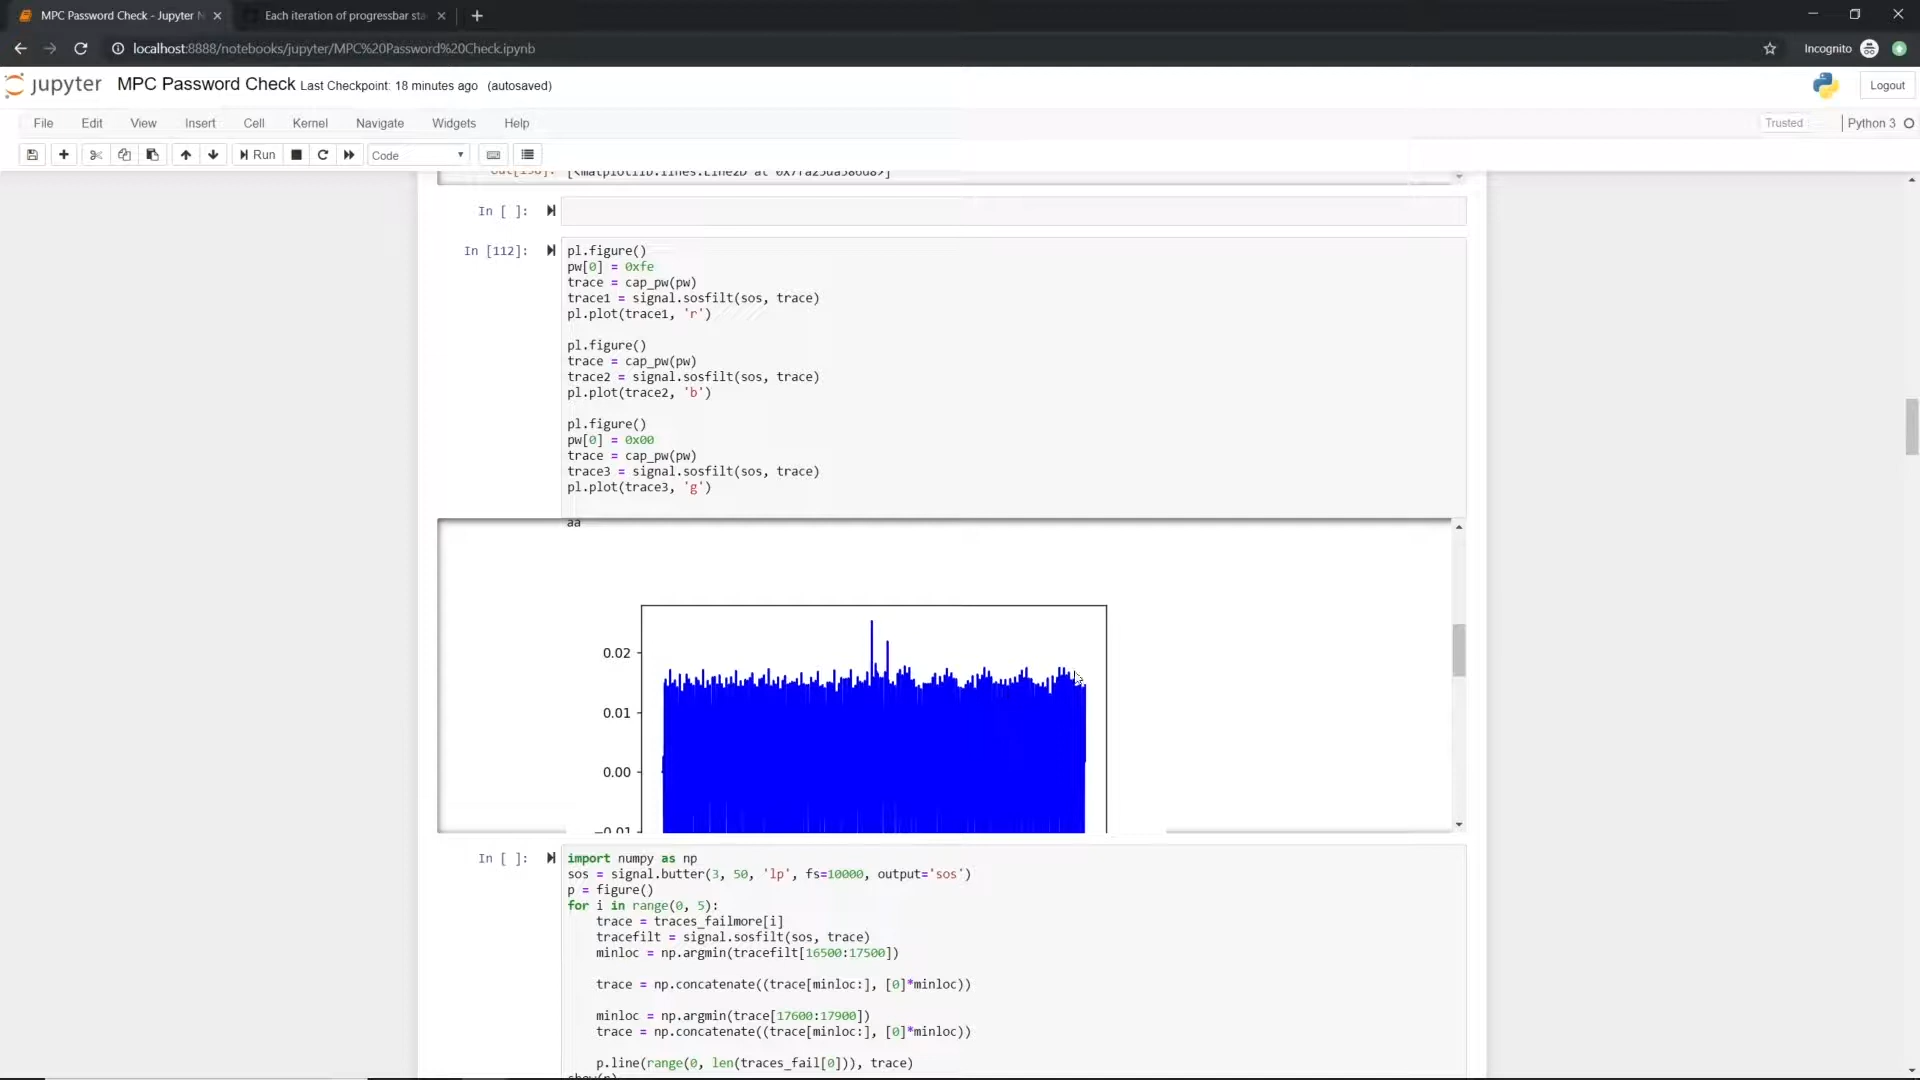 MPC Password Check - Jupyter N
Each iteration of progressbar sta
localhost:8888/notebooks/jupyter/MPC%20Password%20Check.ipynb
Incognito
jupyter
MPC Password Check Last Checkpoint: 18 minutes ago (autosaved)
Logout
File Edit View Insert Cell Kernel Navigate Widgets Help
Trusted
Python 3
Run
Code
In [ ]:
In [112]:
pl.figure()
pw[0] = 0xfe
trace = cap_pw(pw)
trace1 = signal.sosfilt(sos, trace)
pl.plot(trace1, 'r')
pl.figure()
trace = cap_pw(pw)
trace2 = signal.sosfilt(sos, trace)
pl.plot(trace2, 'b')
pl.figure()
pw[0] = 0x00
trace = cap_pw(pw)
trace3 = signal.sosfilt(sos, trace)
pl.plot(trace3, 'g')
aa
0.02
0.01
0.00
−0.01
In [ ]:
import numpy as np
sos = signal.butter(3, 50, 'lp', fs=10000, output='sos')
p = figure()
for i in range(0, 5):
trace = traces_failmore[i]
tracefilt = signal.sosfilt(sos, trace)
minloc = np.argmin(tracefilt[16500:17500])
trace = np.concatenate((trace[minloc:], [0]*minloc))
minloc = np.argmin(trace[17600:17900])
trace = np.concatenate((trace[minloc:], [0]*minloc))
p.line(range(0, len(traces_fail[0])), trace)